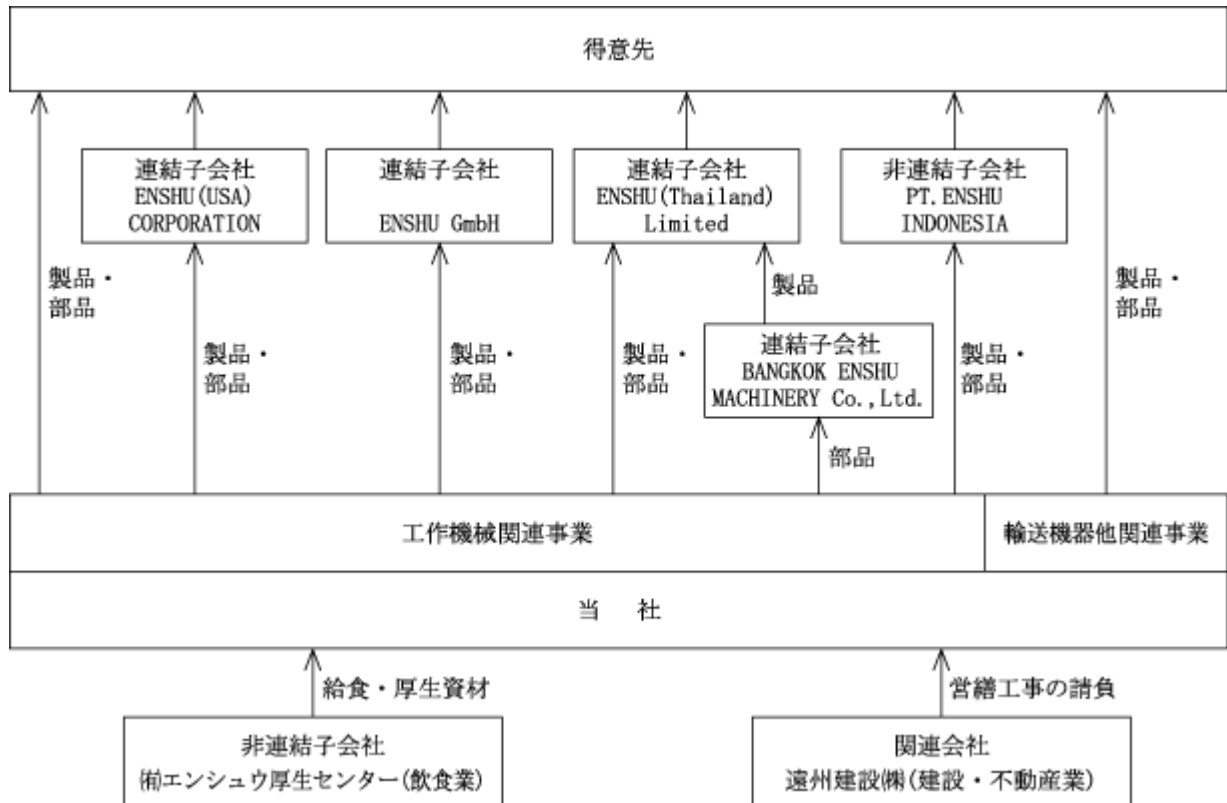 得意先
連結子会社
ENSHU(USA)
CORPORATION
連結子会社
ENSHU GmbH
連結子会社
ENSHU(Thailand)
Limited
非連結子会社
PT.ENSHU
INDONESIA
製品・
部品
製品・
部品
製品・
部品
製品・
部品
製品
連結子会社
BANGKOK ENSHU
MACHINERY Co.,Ltd.
部品
製品・
部品
製品・
部品
工作機械関連事業
輸送機器他関連事業
当 社
給食・厚生資材
営繕工事の請負
非連結子会社
㈲エンシュウ厚生センター(飲食業)
関連会社
遠州建設㈱(建設・不動産業)